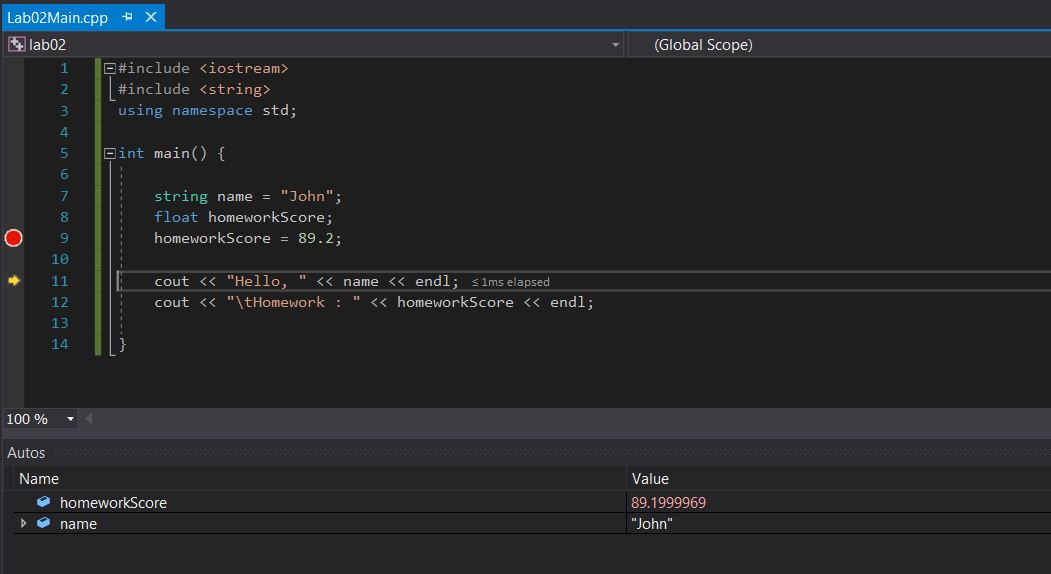 Lab02Main.cpp
lab02 (Global Scope)
1 #include <iostream>
2 #include <string>
3 using namespace std;
4
5 int main() {
6
7 string name = "John";
8 float homeworkScore;
9 homeworkScore = 89.2;
10
11 cout << "Hello, " << name << endl; ≤ 1ms elapsed
12 cout << "\tHomework : " << homeworkScore << endl;
13
14 }
100 %
Autos
Name Value
homeworkScore 89.1999969
name "John"